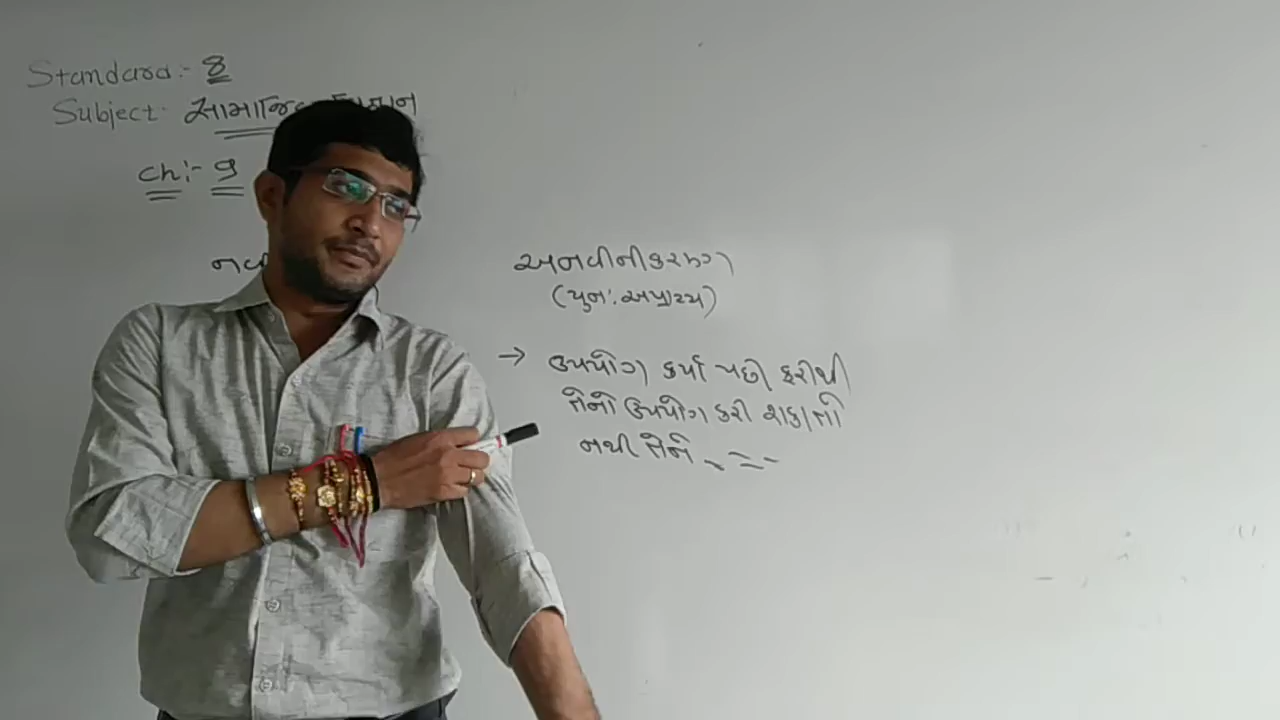 Standard:- 8
Subject: સામાજિક
Ch:- 9
અનવીનીકરણ
(પુન: અપ્રાપ્ય)
→ ઉપયોગ કર્યા પછી ફરીથી
તેનો ઉપયોગ કરી શકાતો
નથી તેને